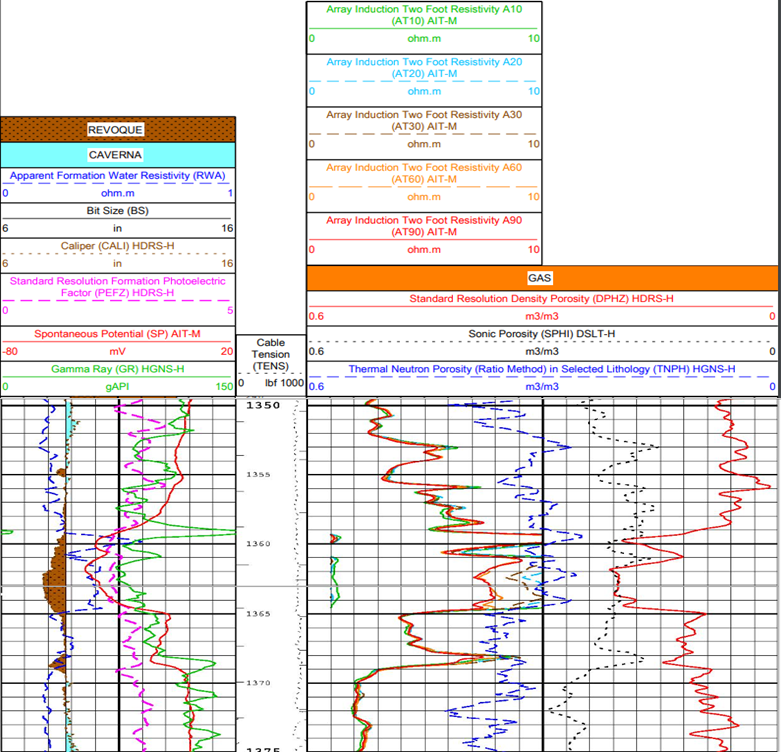 Array Induction Two Foot Resistivity A10
(AT10) AIT-M
0 ohm.m 10
Array Induction Two Foot Resistivity A20
(AT20) AIT-M
0 ohm.m 10
Array Induction Two Foot Resistivity A30
(AT30) AIT-M
0 ohm.m 10
Array Induction Two Foot Resistivity A60
(AT60) AIT-M
0 ohm.m 10
Array Induction Two Foot Resistivity A90
(AT90) AIT-M
0 ohm.m 10
REVOQUE
CAVERNA
Apparent Formation Water Resistivity (RWA)
0 ohm.m 1
Bit Size (BS)
6 in 16
Caliper (CALI) HDRS-H
6 in 16
Standard Resolution Formation Photoelectric
Factor (PEFZ) HDRS-H
0 5
Spontaneous Potential (SP) AIT-M
-80 mV 20
Gamma Ray (GR) HGNS-H
0 gAPI 150
Cable
Tension
(TENS)
0 lbf 1000
GAS
Standard Resolution Density Porosity (DPHZ) HDRS-H
0.6 m3/m3 0
Sonic Porosity (SPHI) DSLT-H
0.6 m3/m3 0
Thermal Neutron Porosity (Ratio Method) in Selected Lithology (TNPH) HGNS-H
0.6 m3/m3 0
1350
1355
1360
1365
1370
1375